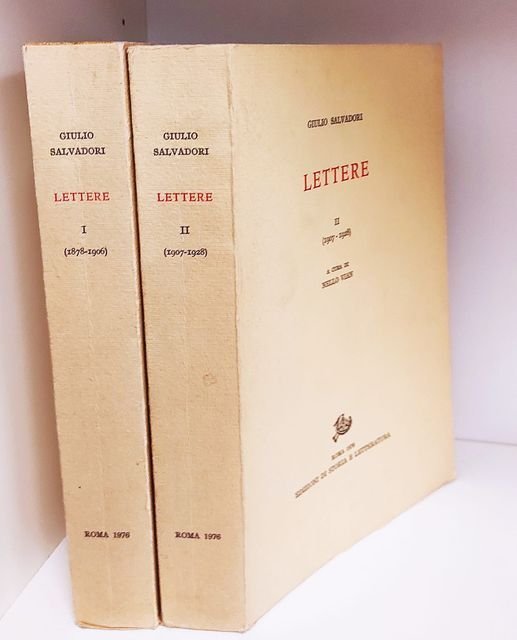 GIULIO
SALVADORI
LETTERE
I
(1878-1906)
ROMA 1976
GIULIO
SALVADORI
LETTERE
II
(1907-1928)
ROMA 1976
GIULIO SALVADORI
LETTERE
II
(1907 - 1928)
A CURA DI
NELLO VIAN
ROMA 1976
EDIZIONI DI STORIA E LETTERATURA